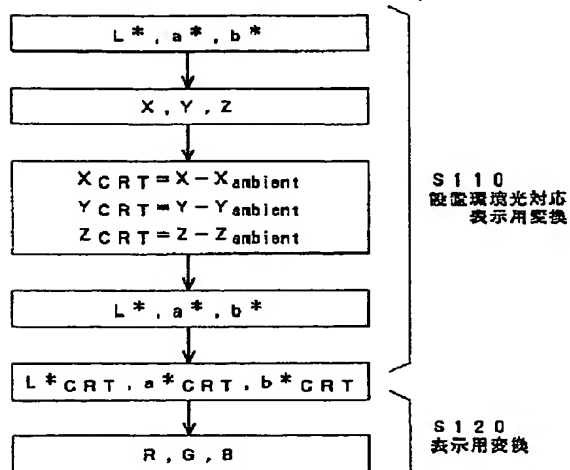 L*, a*, b*
X, Y, Z
XCRT=X-Xambient
YCRT=Y-Yambient
ZCRT=Z-Zambient
L*, a*, b*
L*CRT, a*CRT, b*CRT
R, G, B
S110
設置環境光対応
表示用変換
S120
表示用変換